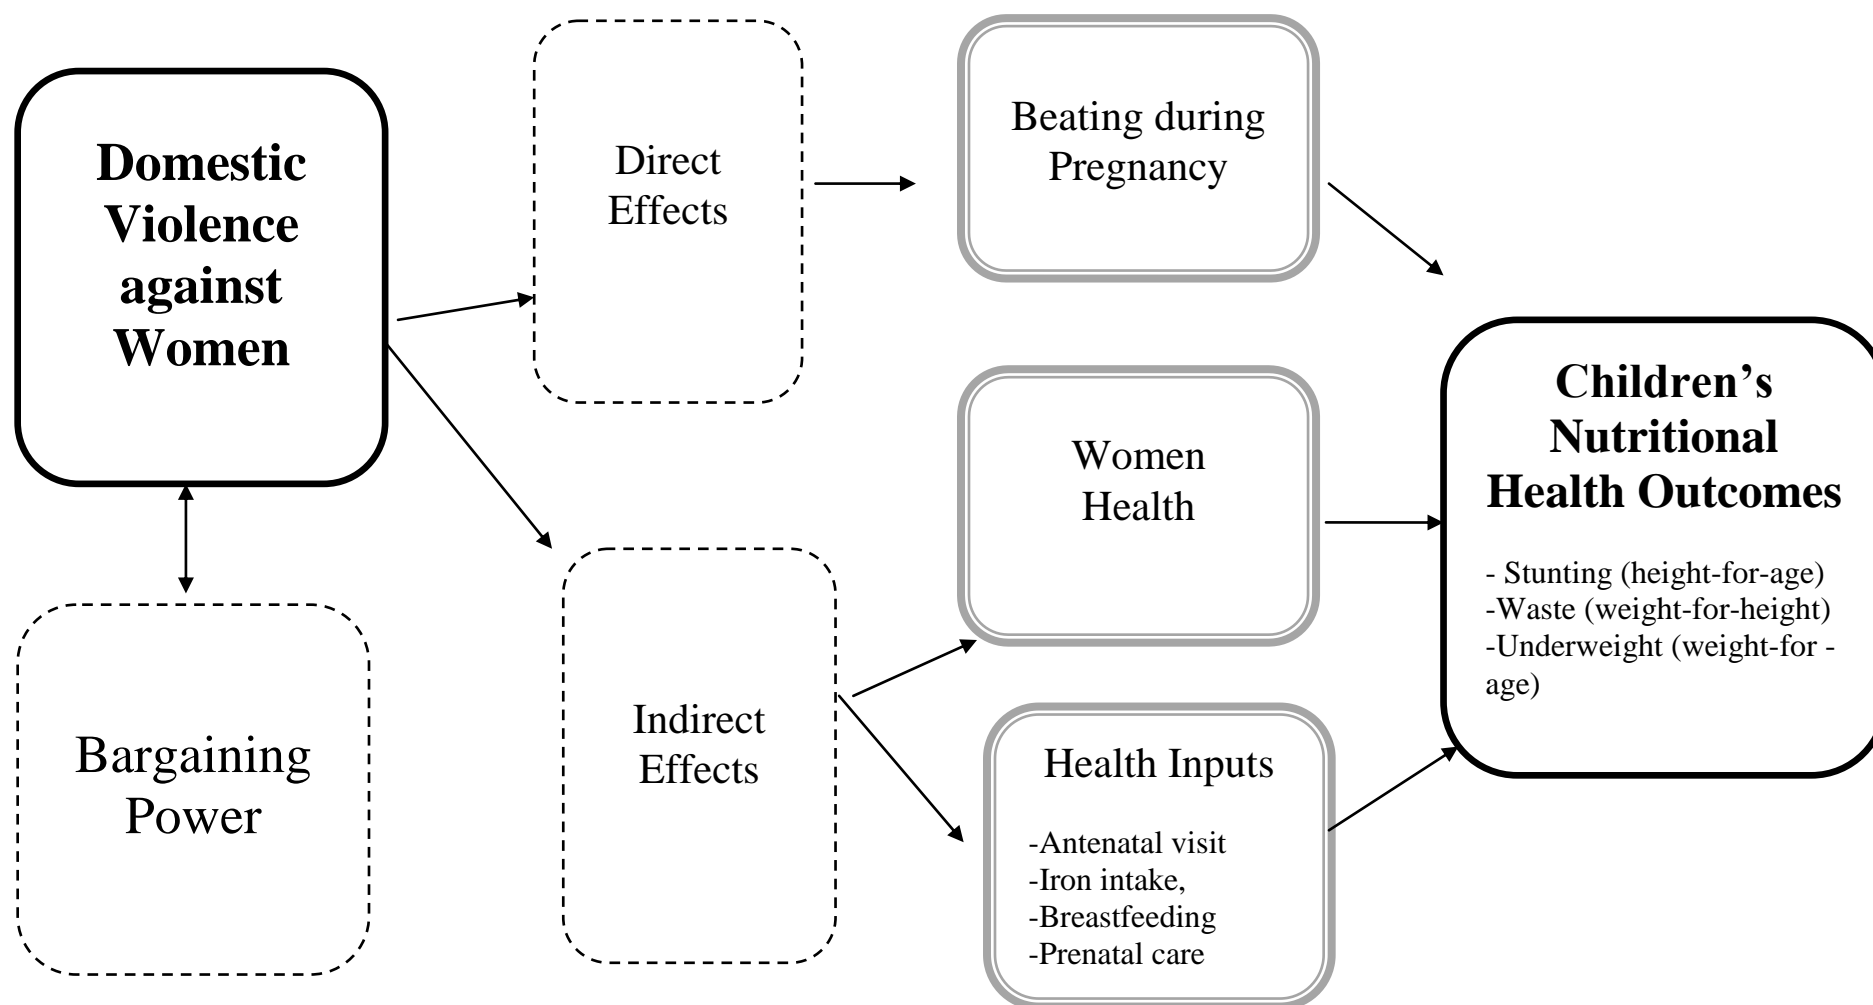 Domestic
Violence
against
Women
Bargaining
Power
Direct
Effects
Indirect
Effects
Beating during
Pregnancy
Women
Health
Health Inputs
-Antenatal visit
-Iron intake,
-Breastfeeding
-Prenatal care
Children’s
Nutritional
Health Outcomes
- Stunting (height-for-age)
-Waste (weight-for-height)
-Underweight (weight-for -
age)